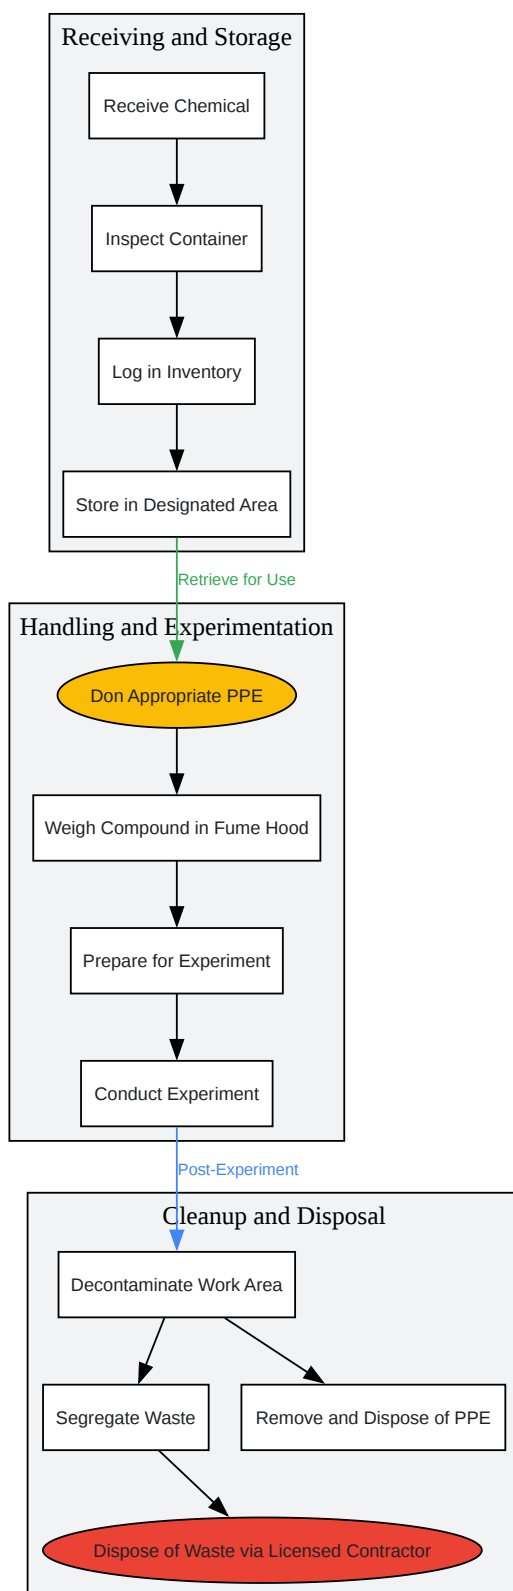 Receiving and Storage
Receive Chemical
Inspect Container
Log in Inventory
Store in Designated Area
Retrieve for Use
Handling and Experimentation
Don Appropriate PPE
Weigh Compound in Fume Hood
Prepare for Experiment
Conduct Experiment
Post-Experiment
Cleanup and Disposal
Decontaminate Work Area
Segregate Waste
Remove and Dispose of PPE
Dispose of Waste via Licensed Contractor